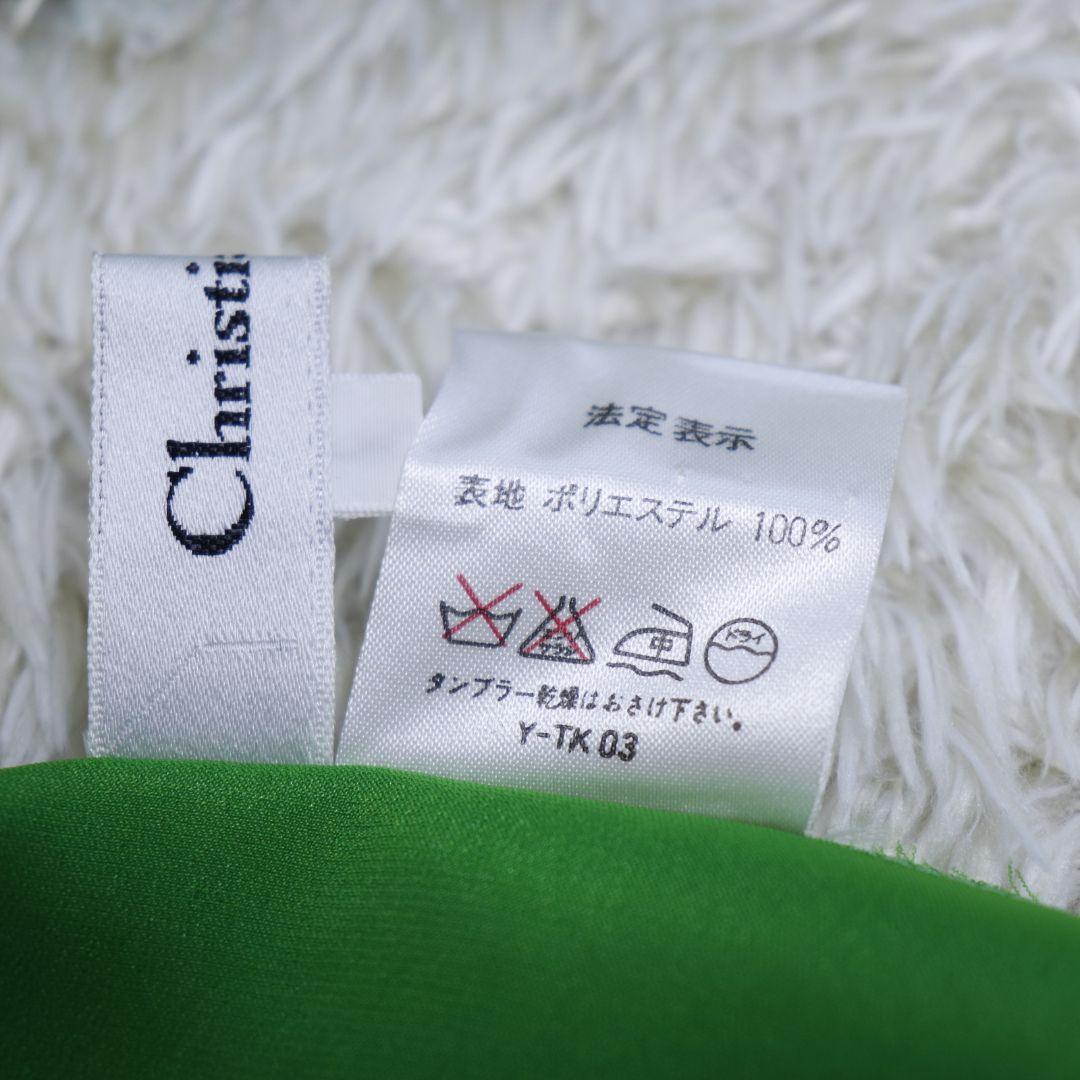 Christi
法定表示
表地 ポリエステル 100%
中
ドライ
タンブラー乾燥はおさけ下さい。
Y-TK 03